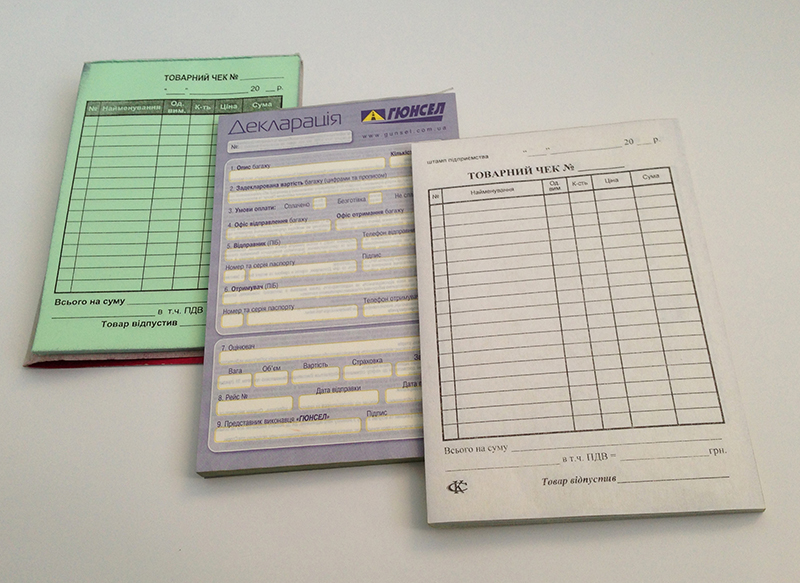 ТОВАРНИЙ ЧЕК №
" " 20 р.
№ Найменування Од. вим. К-ть Ціна Сума
Всього на суму
в т.ч. ПДВ
Товар відпустив
Декларація
ГЮНСЕЛ
www.gunsel.com.ua
№
1. Опис багажу
2. Задекларована вартість багажу (цифрами та прописом)
3. Умови оплати: Сплачено Безготівка Не
4. Офіс відправлення багажу Офіс отримання багажу
5. Відправник (ПІБ) Телефон
Номер та серія паспорту Підпис
6. Отримувач (ПІБ)
Номер та серія паспорту Телефон
7. Оцінювач
Вага Об'єм Вартість Страховка
8. Рейс № Дата відправки Дата
9. Представник виконавця «ГЮНСЕЛ» Підпис
штамп підприємства " " 20 р.
ТОВАРНИЙ ЧЕК №
№ Найменування Од. вим К-сть Ціна Сума
Всього на суму
в т.ч. ПДВ = грн.
Товар відпустив